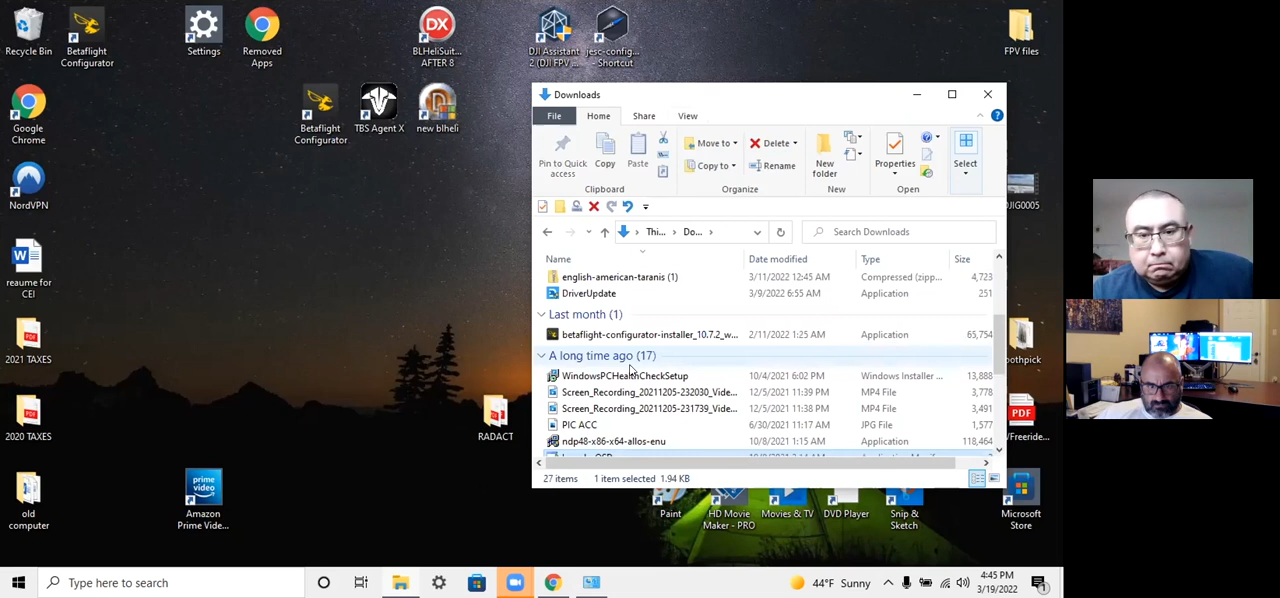 Recycle Bin
Betaflight
Configurator
Settings
Removed
Apps
BLHeliSuit...
AFTER 8
DJI Assistant
2 (DJI FPV ...
jesc-config...
- Shortcut
FPV files
Google
Chrome
Betaflight
Configurator
TBS Agent X
new blheli
NordVPN
reaume for
CEI
2021 TAXES
2020 TAXES
RADACT
old
computer
Amazon
Prime Vide...
prime
video
DX
PDF
DJIG0005
oothpick
VFreeride...
Microsoft
Store
Paint
HD Movie
Maker - PRO
Movies & TV
DVD Player
Snip &
Sketch
Downloads
File
Home
Share
View
Pin to Quick
access
Copy
Paste
Clipboard
Move to
Copy to
Delete
Rename
Organize
New
folder
New
Properties
Open
Select
Thi...
Do...
Search Downloads
Name
Date modified
Type
Size
english-american-taranis (1) 3/11/2022 12:45 AM Compressed (zipp... 4,723
DriverUpdate 3/9/2022 6:55 AM Application 251
Last month (1)
betaflight-configurator-installer_10.7.2_w... 2/11/2022 1:25 AM Application 65,754
A long time ago (17)
WindowsPCHealthCheckSetup 10/4/2021 6:02 PM Windows Installer ... 13,888
Screen_Recording_20211205-232030_Vide... 12/5/2021 11:39 PM MP4 File 3,778
Screen_Recording_20211205-231739_Vide... 12/5/2021 11:38 PM MP4 File 3,491
PIC ACC 6/30/2021 11:17 AM JPG File 1,577
ndp48-x86-x64-allos-enu 10/8/2021 1:15 AM Application 118,464
27 items 1 item selected 1.94 KB
Type here to search
44°F Sunny
4:45 PM
3/19/2022